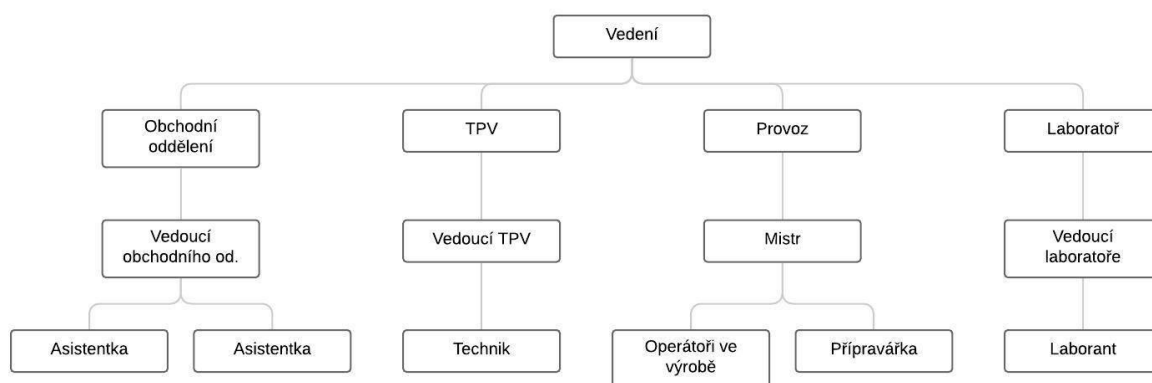 Vedení
Obchodní
oddělení
TPV
Provoz
Laboratoř
Vedoucí
obchodního od.
Vedoucí TPV
Mistr
Vedoucí
laboratoře
Asistentka
Asistentka
Technik
Operátoři ve
výrobě
Přípravářka
Laborant